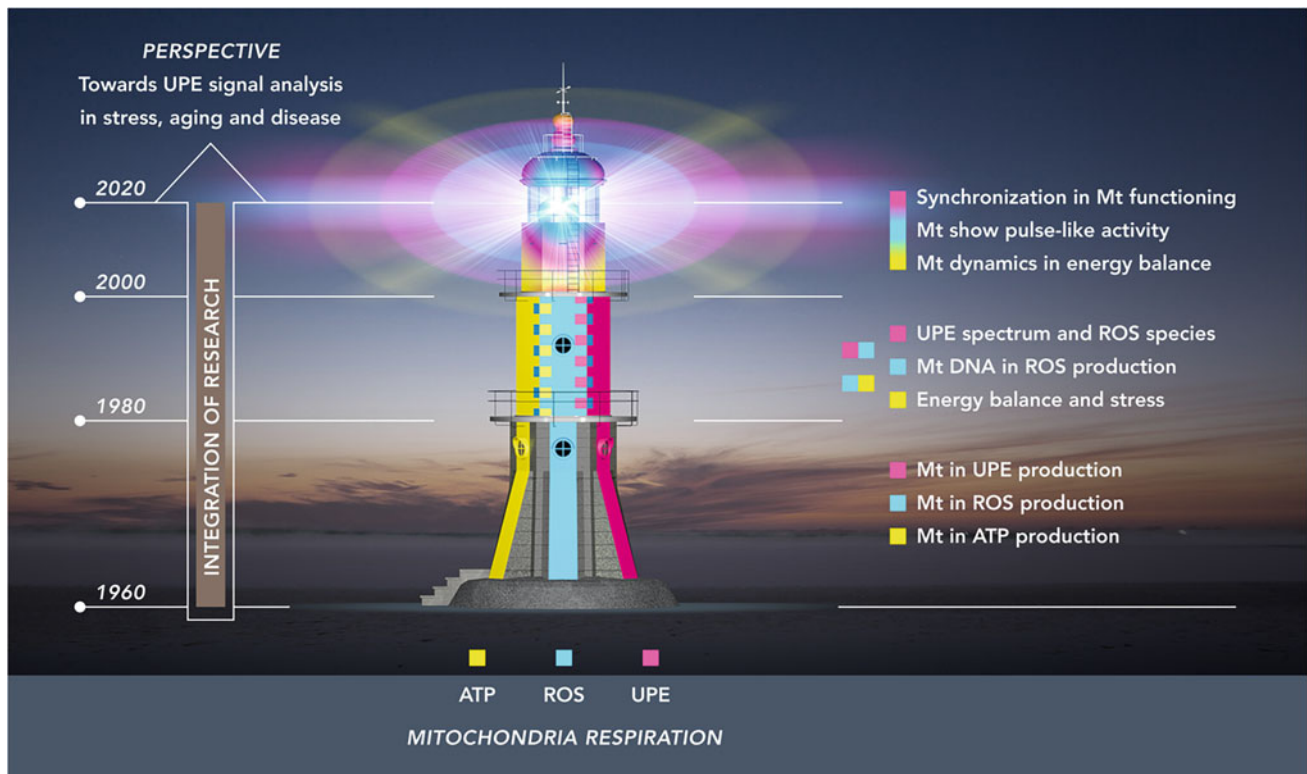 PERSPECTIVE
Towards UPE signal analysis
in stress, aging and disease
2020
2000
1980
1960
INTEGRATION OF RESEARCH
Synchronization in Mt functioning
Mt show pulse-like activity
Mt dynamics in energy balance
UPE spectrum and ROS species
Mt DNA in ROS production
Energy balance and stress
Mt in UPE production
Mt in ROS production
Mt in ATP production
ATP ROS UPE
MITOCHONDRIA RESPIRATION